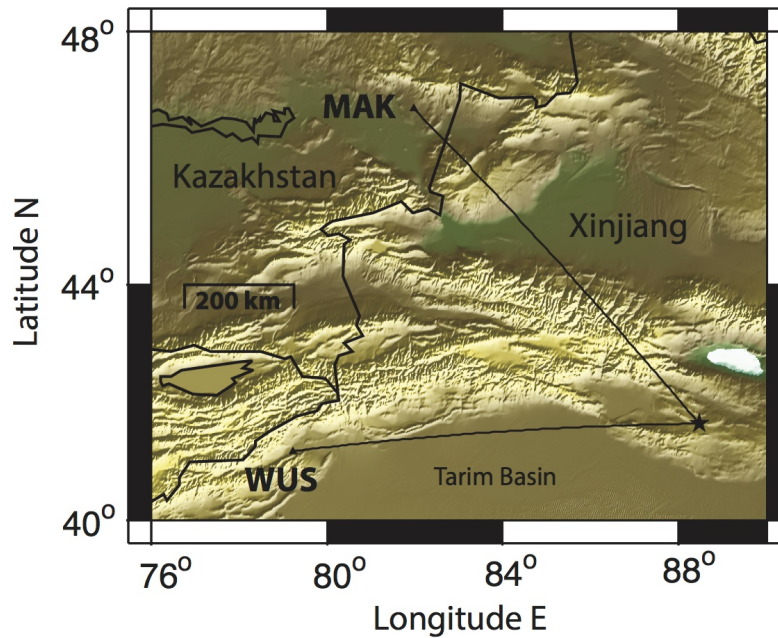 48°
MAK
Kazakhstan
Xinjiang
Latitude N
44°
200 km
WUS
Tarim Basin
40°
76° 80° 84° 88°
Longitude E